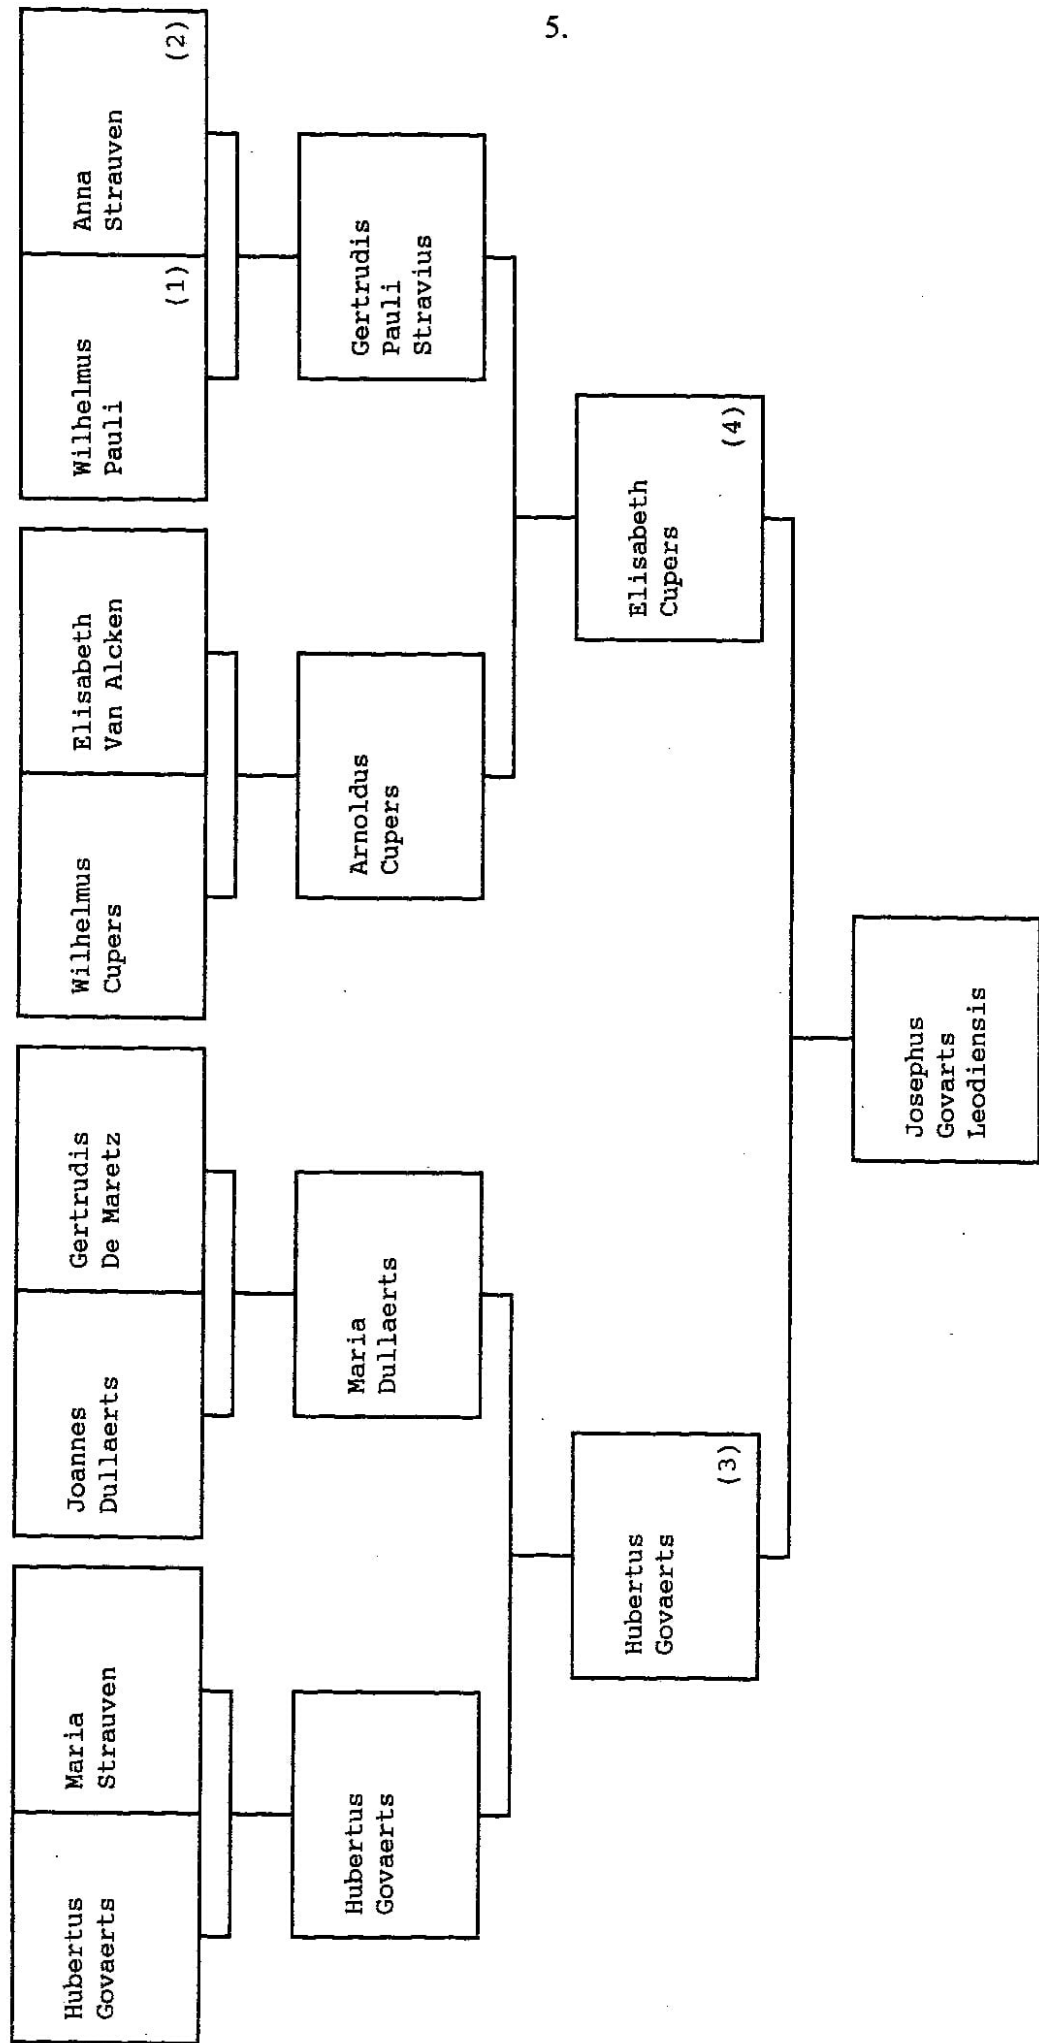 5.
Hubertus
Govaerts
Maria
Strauven
Joannes
Dullaerts
Gertrudis
De Maretz
Wilhelmus
Cupers
Elisabeth
Van Alcken
Wilhelmus
Pauli
(1)
Anna
Strauven
(2)
Hubertus
Govaerts
Maria
Dullaerts
Arnoldus
Cupers
Gertrudis
Pauli
Stravius
Hubertus
Govaerts
(3)
Elisabeth
Cupers
(4)
Josephus
Govarts
Leodiensis